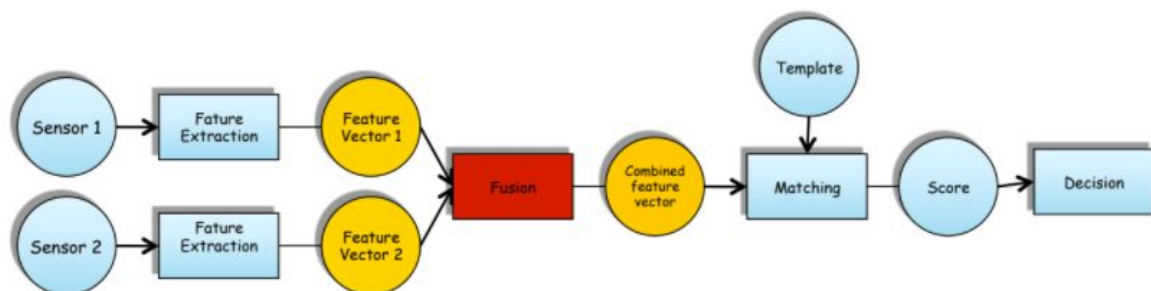 Template
Sensor 1
Fature
Extraction
Feature
Vector 1
Fusion
Combined
feature
vector
Matching
Score
Decision
Sensor 2
Fature
Extraction
Feature
Vector 2